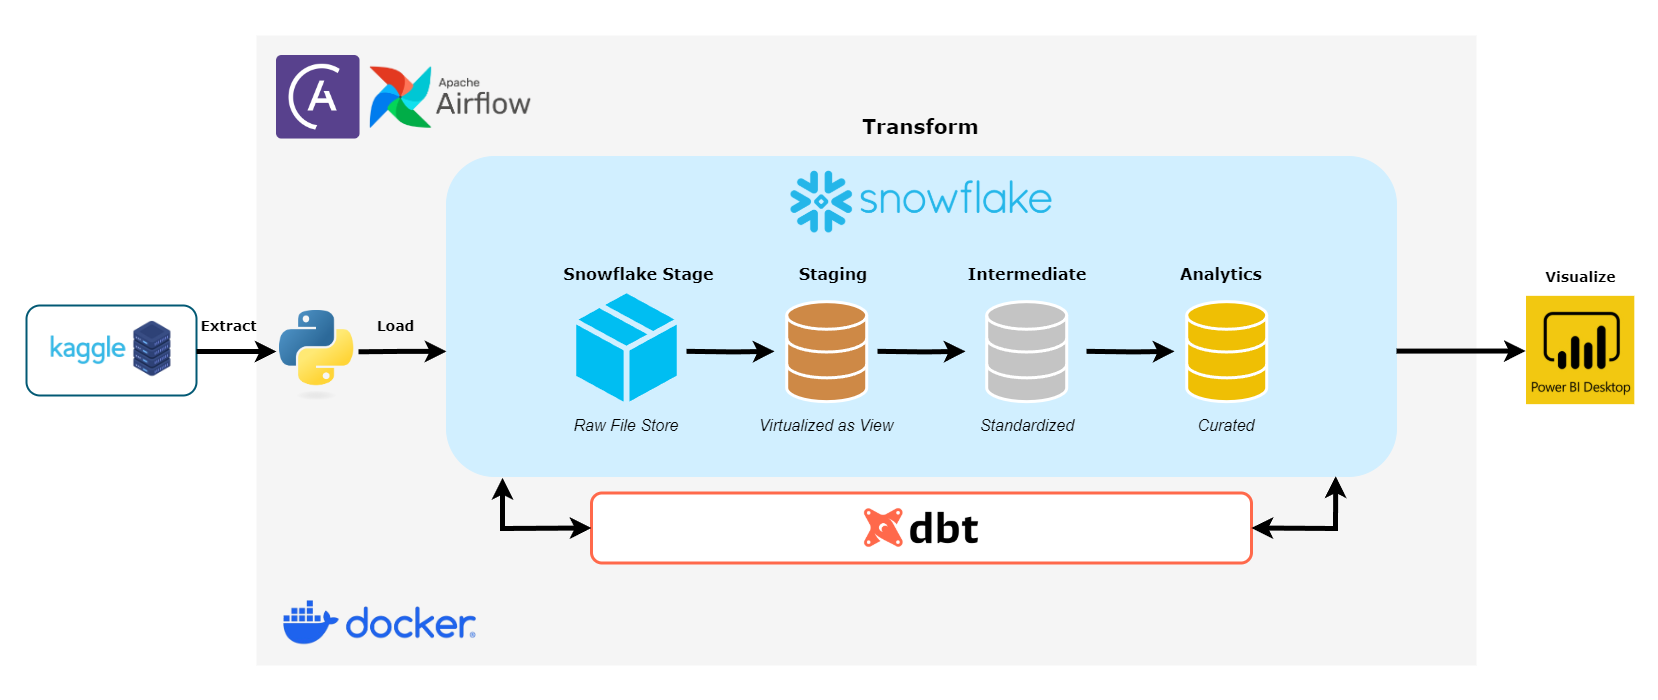 A
Apache
Airflow
Transform
snowflake
Snowflake Stage
Staging
Intermediate
Analytics
Visualize
kaggle
Extract
Load
Power BI Desktop
Raw File Store
Virtualized as View
Standardized
Curated
dbt
docker